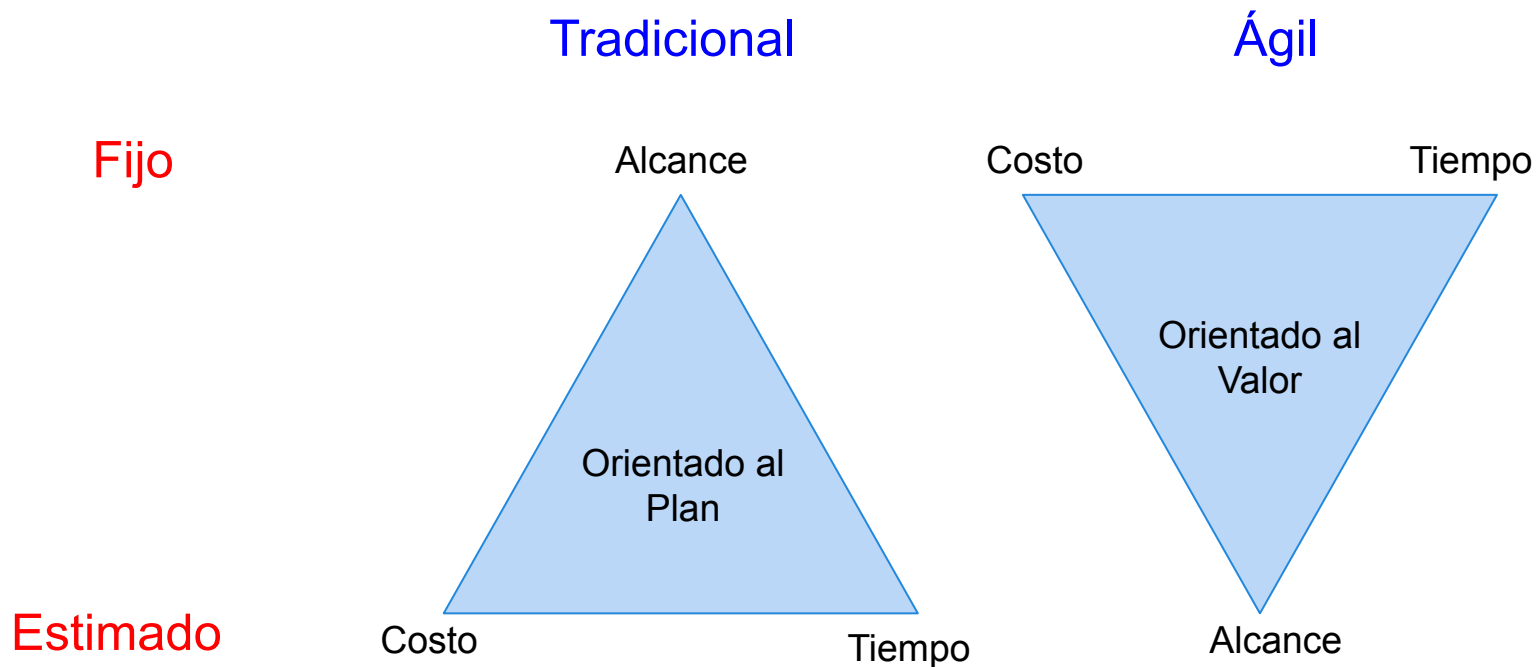 Tradicional
Ágil
Fijo
Alcance
Costo
Tiempo
Orientado al
Valor
Orientado al
Plan
Estimado
Costo
Tiempo
Alcance